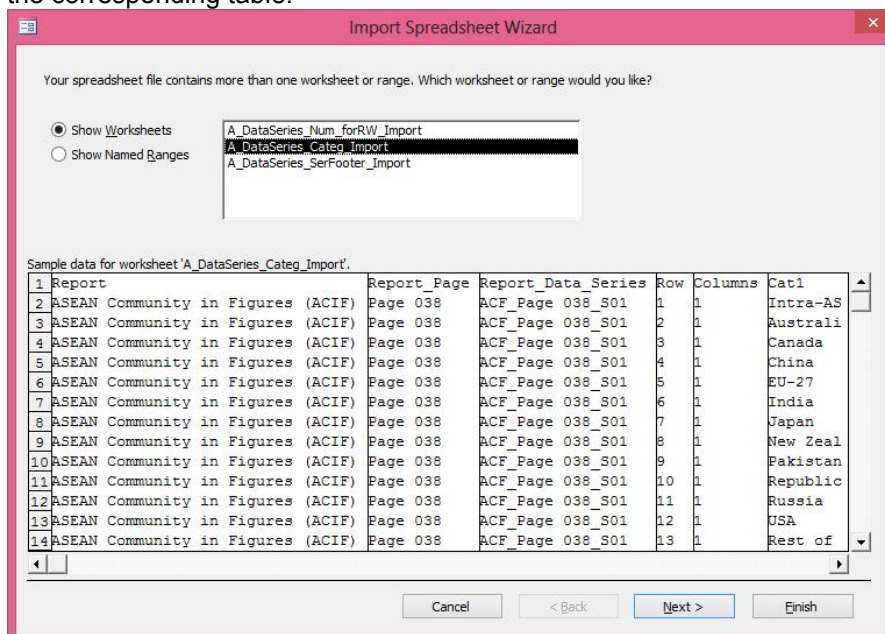 the corresponding table.
Import Spreadsheet Wizard
Your spreadsheet file contains more than one worksheet or range. Which worksheet or range would you like?
Show Worksheets
Show Named Ranges
A_DataSeries_Num_forRW_Import
A_DataSeries_Categ_Import
A_DataSeries_SerFooter_Import
Sample data for worksheet 'A_DataSeries_Categ_Import'.
1 Report Report_Page Report_Data_Series Row Columns Cat1
2 ASEAN Community in Figures (ACIF) Page 038 ACF_Page 038_S01 1 1 Intra-AS
3 ASEAN Community in Figures (ACIF) Page 038 ACF_Page 038_S01 2 1 Australi
4 ASEAN Community in Figures (ACIF) Page 038 ACF_Page 038_S01 3 1 Canada
5 ASEAN Community in Figures (ACIF) Page 038 ACF_Page 038_S01 4 1 China
6 ASEAN Community in Figures (ACIF) Page 038 ACF_Page 038_S01 5 1 EU-27
7 ASEAN Community in Figures (ACIF) Page 038 ACF_Page 038_S01 6 1 India
8 ASEAN Community in Figures (ACIF) Page 038 ACF_Page 038_S01 7 1 Japan
9 ASEAN Community in Figures (ACIF) Page 038 ACF_Page 038_S01 8 1 New Zeal
10 ASEAN Community in Figures (ACIF) Page 038 ACF_Page 038_S01 9 1 Pakistan
11 ASEAN Community in Figures (ACIF) Page 038 ACF_Page 038_S01 10 1 Republic
12 ASEAN Community in Figures (ACIF) Page 038 ACF_Page 038_S01 11 1 Russia
13 ASEAN Community in Figures (ACIF) Page 038 ACF_Page 038_S01 12 1 USA
14 ASEAN Community in Figures (ACIF) Page 038 ACF_Page 038_S01 13 1 Rest of
Cancel < Back Next > Finish